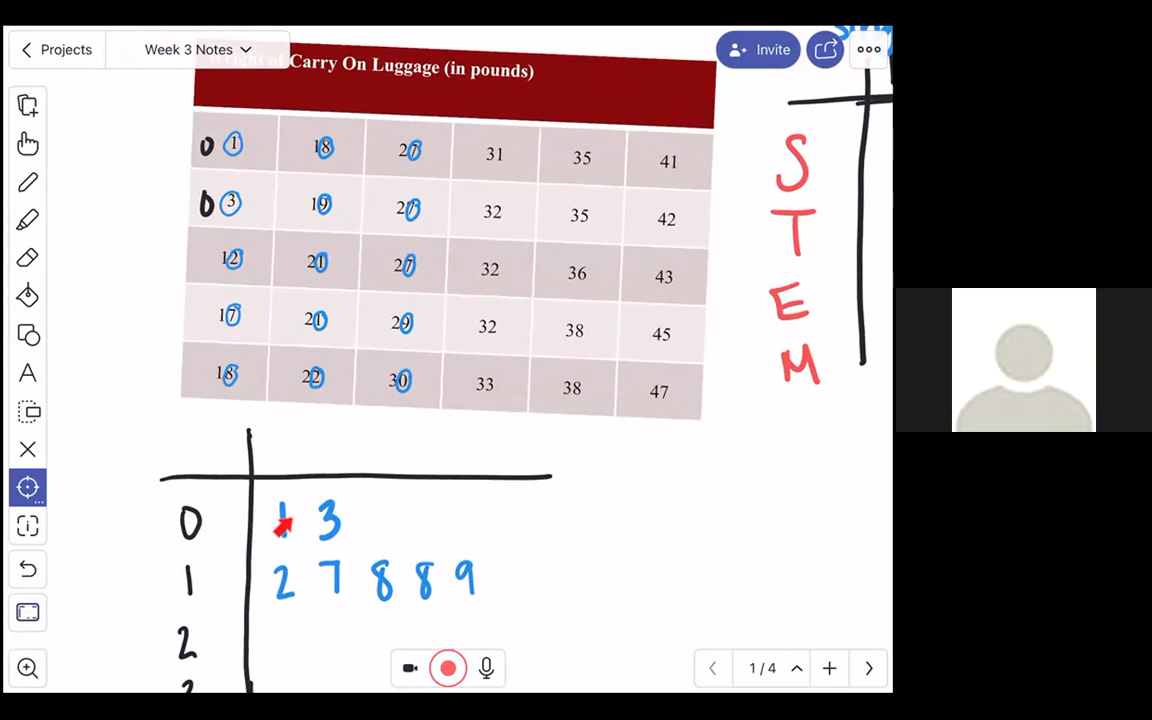 Projects
Week 3 Notes
Invite
Carry On Luggage (in pounds)
0 1 18 27 31 35 41
0 3 19 27 32 35 42
12 21 27 32 36 43
17 21 29 32 38 45
18 22 30 33 38 47
S
T
E
M
0 1 3
1 2 7 8 8 9
2
1/4